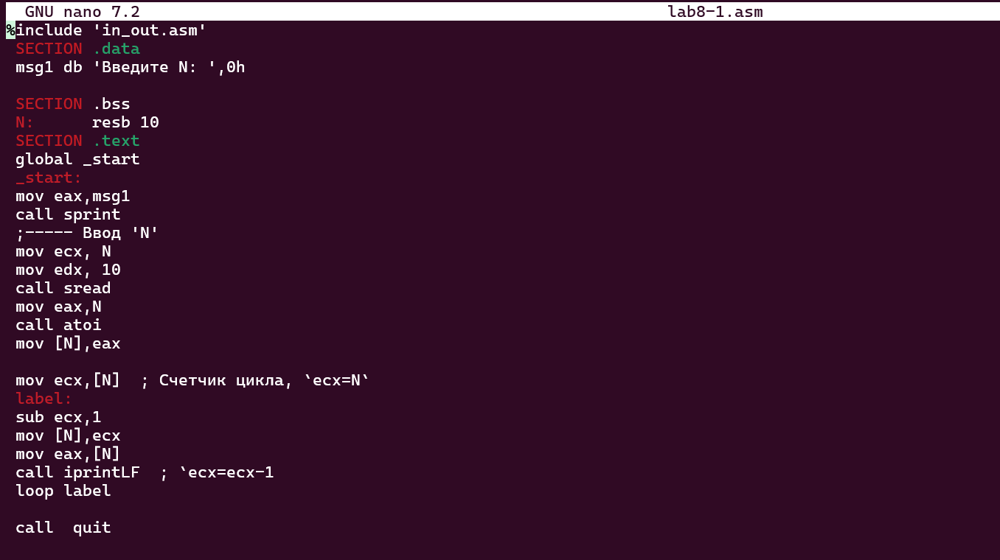 GNU nano 7.2 lab8-1.asm
%include 'in_out.asm'
SECTION .data
msg1 db 'Введите N: ',0h
SECTION .bss
N: resb 10
SECTION .text
global _start
_start:
mov eax,msg1
call sprint
;----- Ввод 'N'
mov ecx, N
mov edx, 10
call sread
mov eax,N
call atoi
mov [N],eax
mov ecx,[N] ; Счетчик цикла, `ecx=N`
label:
sub ecx,1
mov [N],ecx
mov eax,[N]
call iprintLF ; `ecx=ecx-1
loop label
call quit